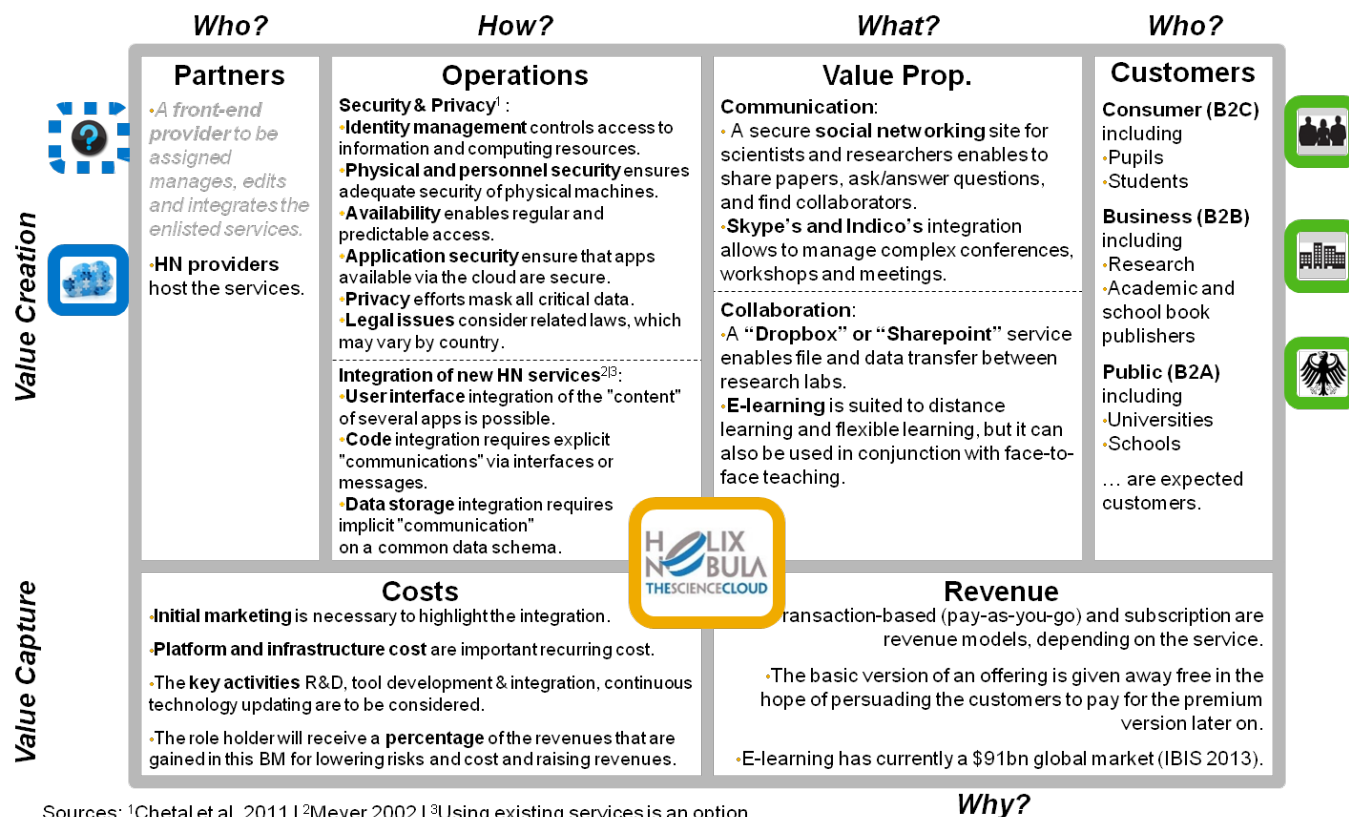 Who?
How?
What?
Who?
Value Creation
Value Capture
Partners
•A front-end
provider to be
assigned
manages, edits
and integrates the
enlisted services.
•HN providers
host the services.
Operations
Security & Privacy¹ :
•Identity management controls access to
information and computing resources.
•Physical and personnel security ensures
adequate security of physical machines.
•Availability enables regular and
predictable access.
•Application security ensure that apps
available via the cloud are secure.
•Privacy efforts mask all critical data.
•Legal issues consider related laws, which
may vary by country.
Integration of new HN services²|³:
•User interface integration of the "content"
of several apps is possible.
•Code integration requires explicit
"communications" via interfaces or
messages.
•Data storage integration requires
implicit "communication"
on a common data schema.
Value Prop.
Communication:
• A secure social networking site for
scientists and researchers enables to
share papers, ask/answer questions,
and find collaborators.
•Skype's and Indico's integration
allows to manage complex conferences,
workshops and meetings.
Collaboration:
•A “Dropbox” or “Sharepoint” service
enables file and data transfer between
research labs.
•E-learning is suited to distance
learning and flexible learning, but it can
also be used in conjunction with face-to-
face teaching.
Customers
Consumer (B2C)
including
•Pupils
•Students
Business (B2B)
including
•Research
•Academic and
school book
publishers
Public (B2A)
including
•Universities
•Schools
… are expected
customers.
?
HELIX
NEBULA
THESCIENCECLOUD
Costs
•Initial marketing is necessary to highlight the integration.
•Platform and infrastructure cost are important recurring cost.
•The key activities R&D, tool development & integration, continuous
technology updating are to be considered.
•The role holder will receive a percentage of the revenues that are
gained in this BM for lowering risks and cost and raising revenues.
Revenue
ransaction-based (pay-as-you-go) and subscription are
revenue models, depending on the service.
•The basic version of an offering is given away free in the
hope of persuading the customers to pay for the premium
version later on.
•E-learning has currently a $91bn global market (IBIS 2013).
Why?
Sources: ¹Chetal et al. 2011 | ²Meyer 2002 | ³Using existing services is an option